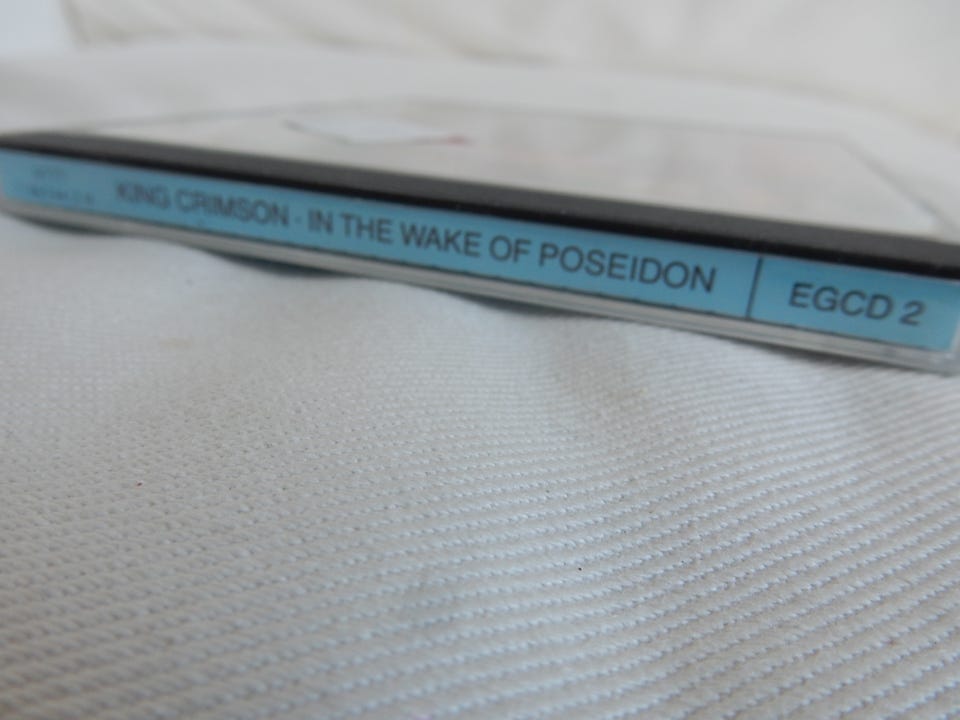 KING CRIMSON - IN THE WAKE OF POSEIDON
EGCD 2